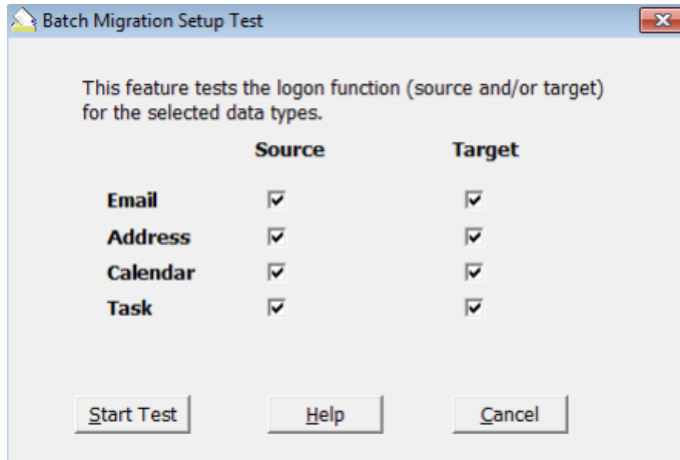 Batch Migration Setup Test
This feature tests the logon function (source and/or target)
for the selected data types.
Source Target
Email
Address
Calendar
Task
Start Test Help Cancel